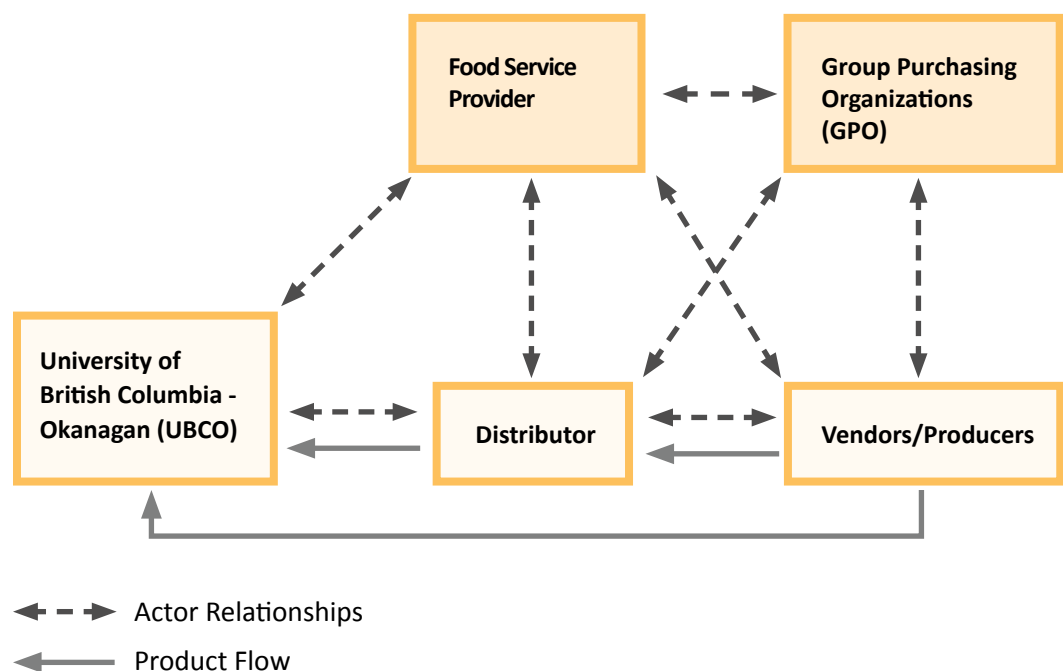 Food Service
Provider
Group Purchasing
Organizations
(GPO)
University of
British Columbia -
Okanagan (UBCO)
Distributor
Vendors/Producers
Actor Relationships
Product Flow